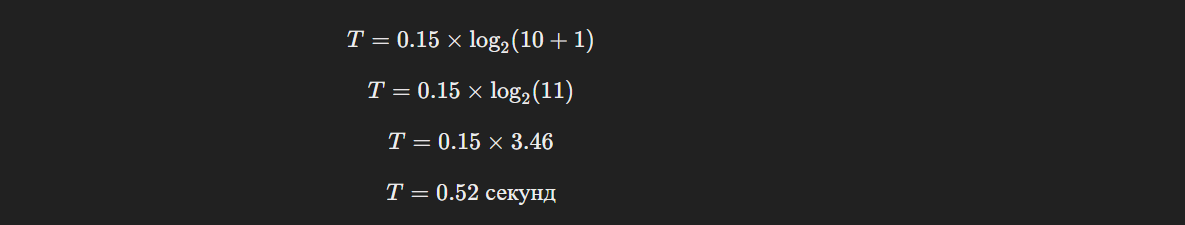 T = 0.15 × log₂(10 + 1)
T = 0.15 × log₂(11)
T = 0.15 × 3.46
T = 0.52 секунд